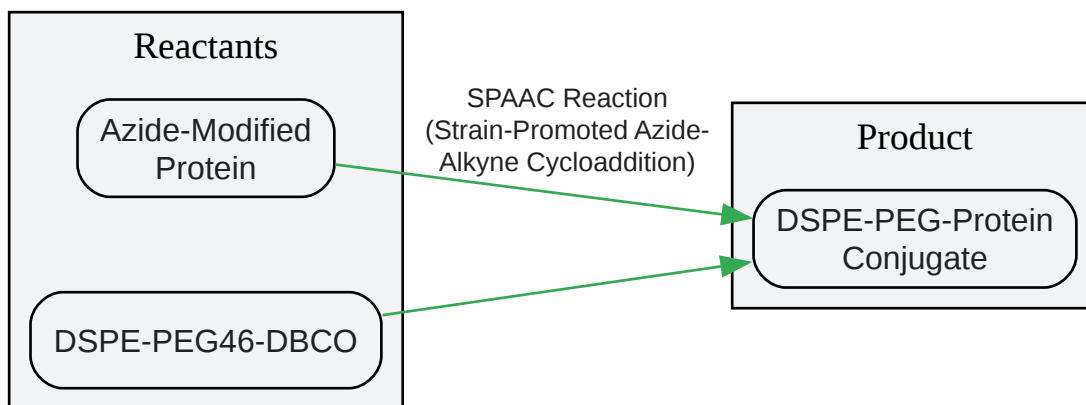 Reactants
Azide-Modified
Protein
DSPE-PEG46-DBCO
SPAAC Reaction
(Strain-Promoted Azide-
Alkyne Cycloaddition)
Product
DSPE-PEG-Protein
Conjugate